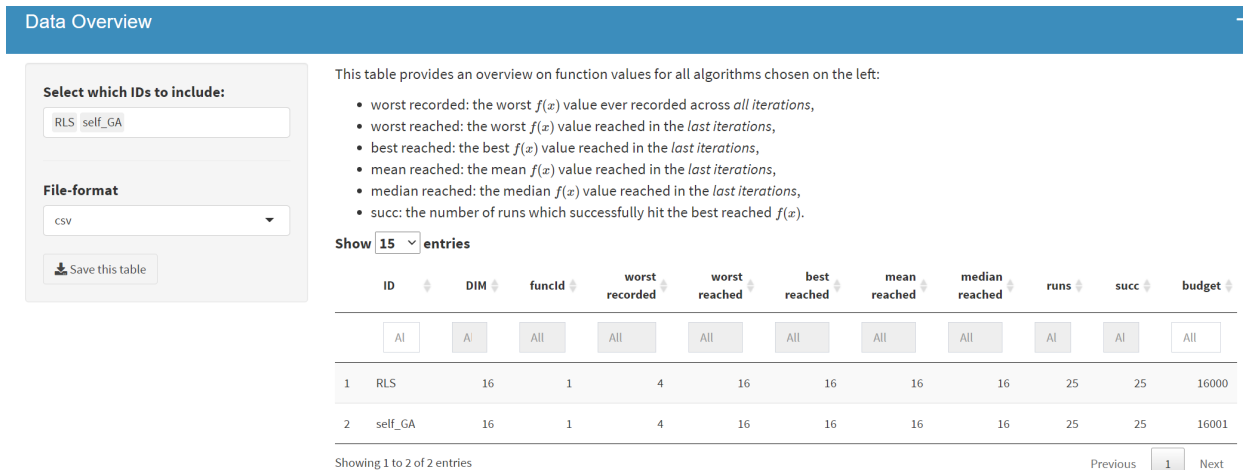 Data Overview
Select which IDs to include:
RLS self_GA
File-format
csv
Save this table
This table provides an overview on function values for all algorithms chosen on the left:
• worst recorded: the worst f(x) value ever recorded across all iterations,
• worst reached: the worst f(x) value reached in the last iterations,
• best reached: the best f(x) value reached in the last iterations,
• mean reached: the mean f(x) value reached in the last iterations,
• median reached: the median f(x) value reached in the last iterations,
• succ: the number of runs which successfully hit the best reached f(x).
Show 15 entries
ID DIM funcId worst recorded worst reached best reached mean reached median reached runs succ budget
Al Al All All All All All All Al Al All
1 RLS 16 1 4 16 16 16 16 25 25 16000
2 self_GA 16 1 4 16 16 16 16 25 25 16001
Showing 1 to 2 of 2 entries
Previous 1 Next